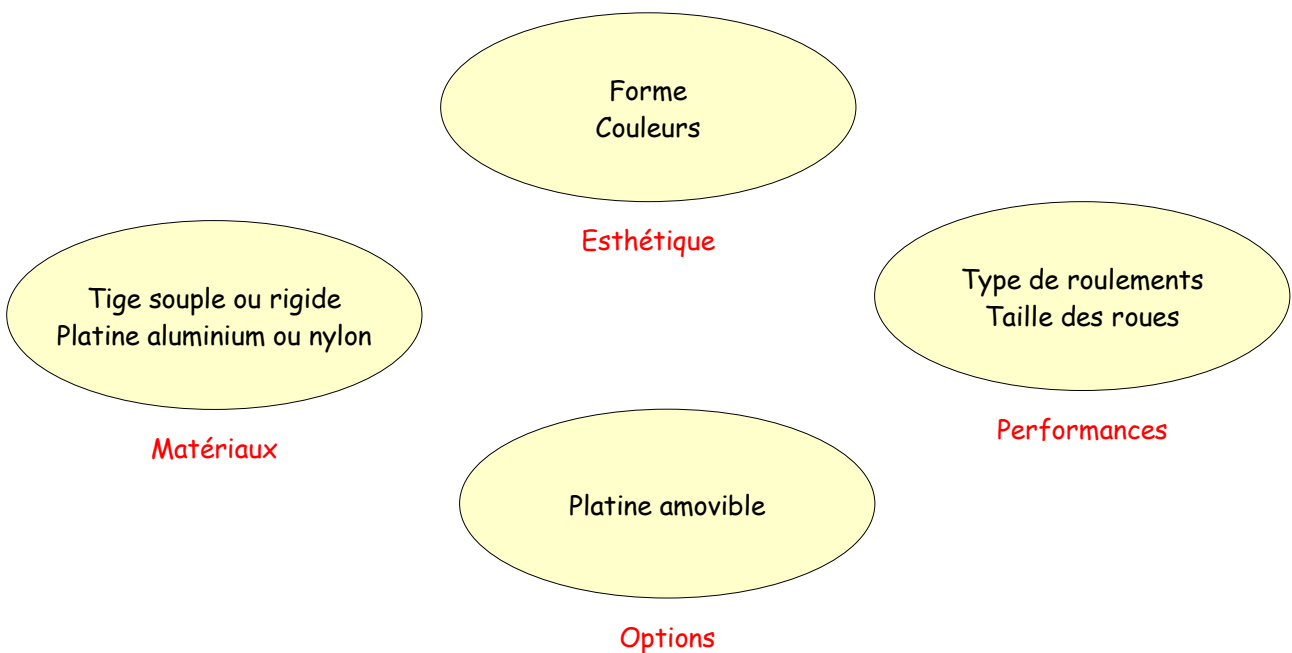 Forme
Couleurs
Esthétique
Tige souple ou rigide
Platine aluminium ou nylon
Matériaux
Type de roulements
Taille des roues
Performances
Platine amovible
Options